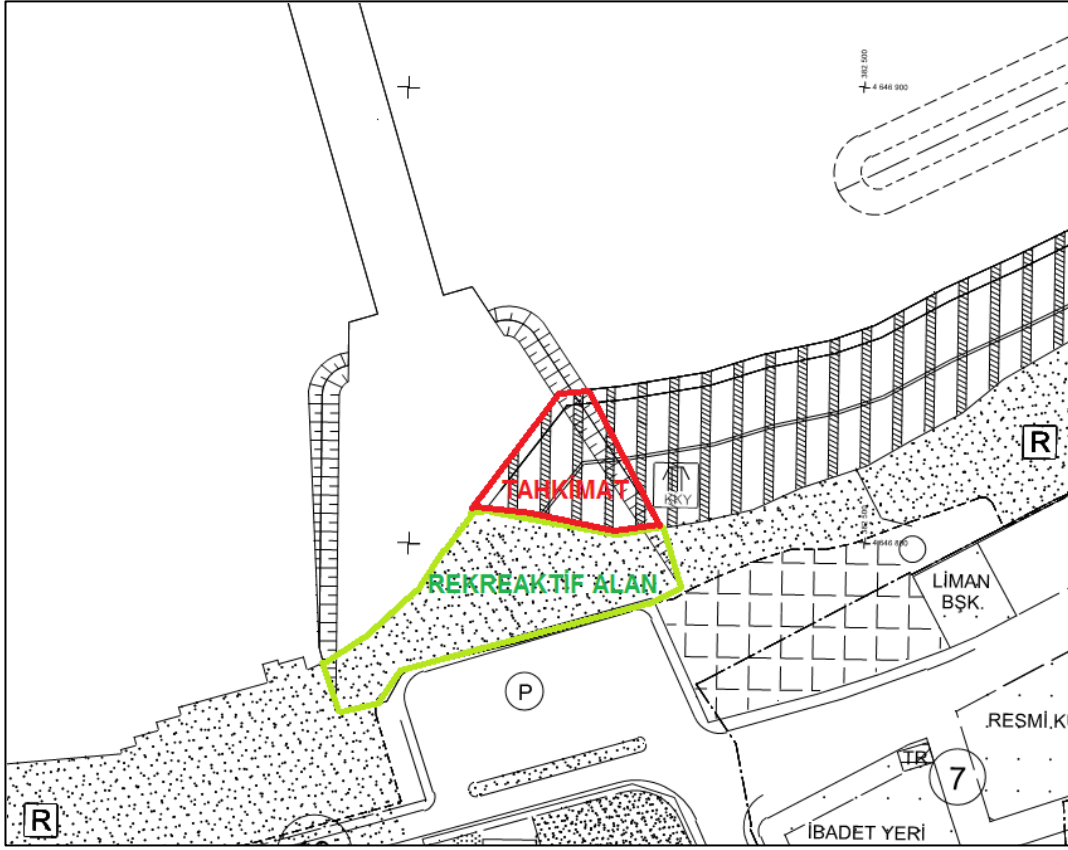 382 500
4 646 900
R
TAHKİMAT
KKY
REKREAKTİF ALAN
LİMAN
BŞK.
P
RESMİ.KU
TR
7
R
İBADET YERİ